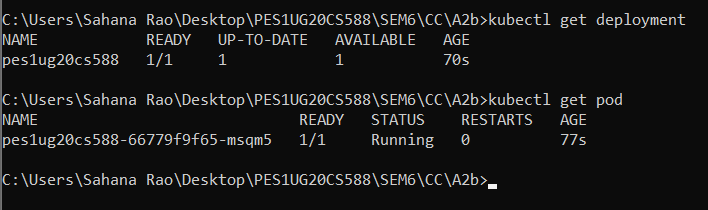 C:\Users\Sahana Rao\Desktop\PES1UG20CS588\SEM6\CC\A2b>kubectl get deployment
NAME           READY   UP-TO-DATE   AVAILABLE   AGE
pes1ug20cs588   1/1     1            1           70s
C:\Users\Sahana Rao\Desktop\PES1UG20CS588\SEM6\CC\A2b>kubectl get pod
NAME                             READY   STATUS    RESTARTS   AGE
pes1ug20cs588-66779f9f65-msqm5   1/1     Running   0          77s
C:\Users\Sahana Rao\Desktop\PES1UG20CS588\SEM6\CC\A2b>